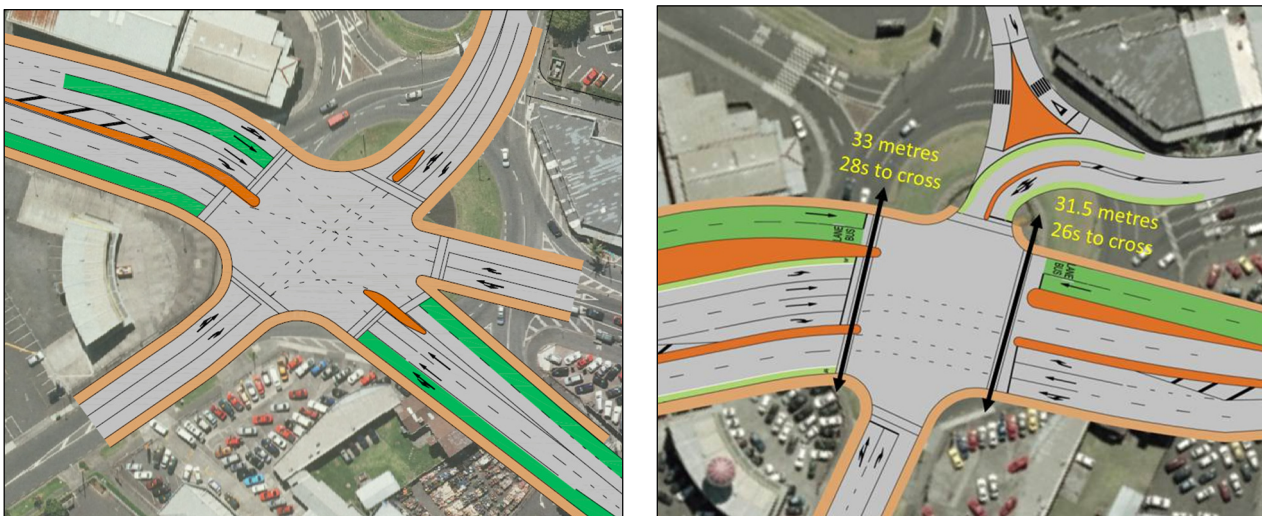 33 metres
28s to cross
31.5 metres
26s to cross
LANE
BUS
LANE
BUS